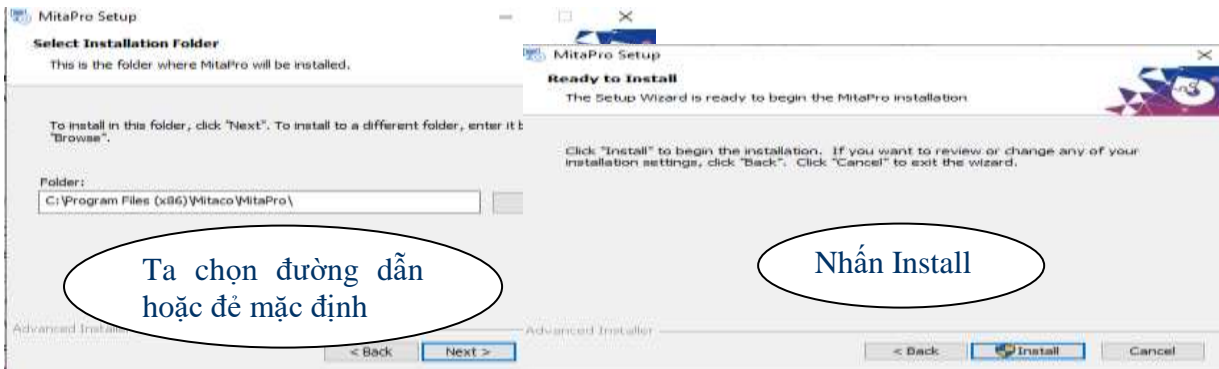 MitaPro Setup
Select Installation Folder
This is the folder where MitaPro will be installed.
To install in this folder, click "Next". To install to a different folder, enter it b
"Browse".
Folder:
C:\Program Files (x86)\Mitaco\MitaPro\
Ta chọn đường dẫn
hoặc đẻ mặc định
Advanced Installer
< Back Next >
MitaPro Setup
Ready to Install
The Setup Wizard is ready to begin the MitaPro installation
Click "Install" to begin the installation. If you want to review or change any of your
installation settings, click "Back". Click "Cancel" to exit the wizard.
Nhấn Install
Advanced Installer
< Back Install Cancel